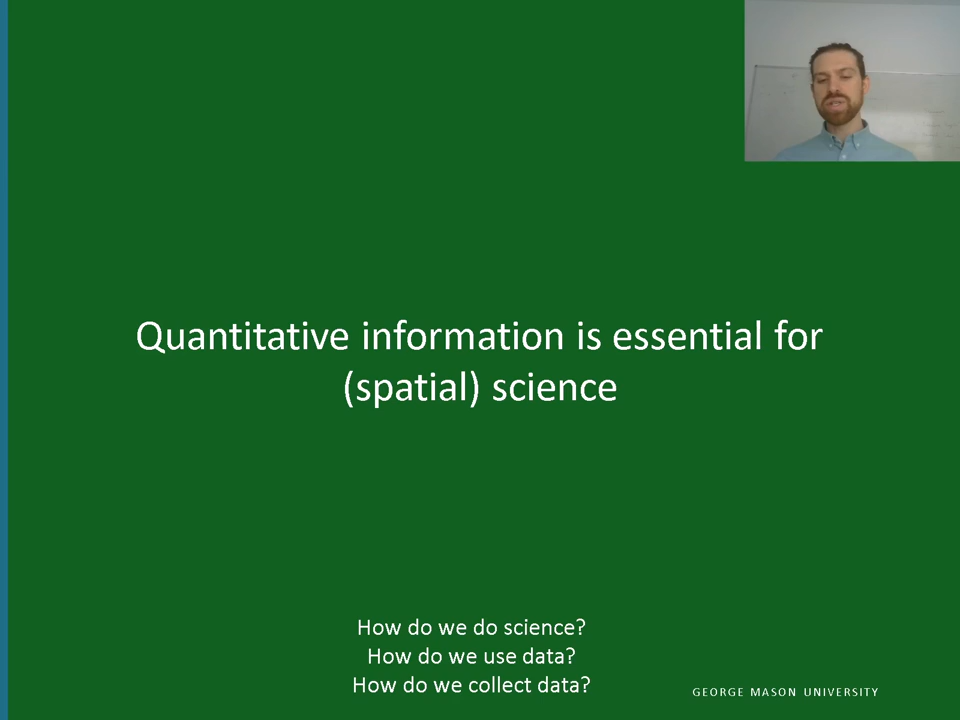 Quantitative information is essential for
(spatial) science
How do we do science?
How do we use data?
How do we collect data?
GEORGE MASON UNIVERSITY